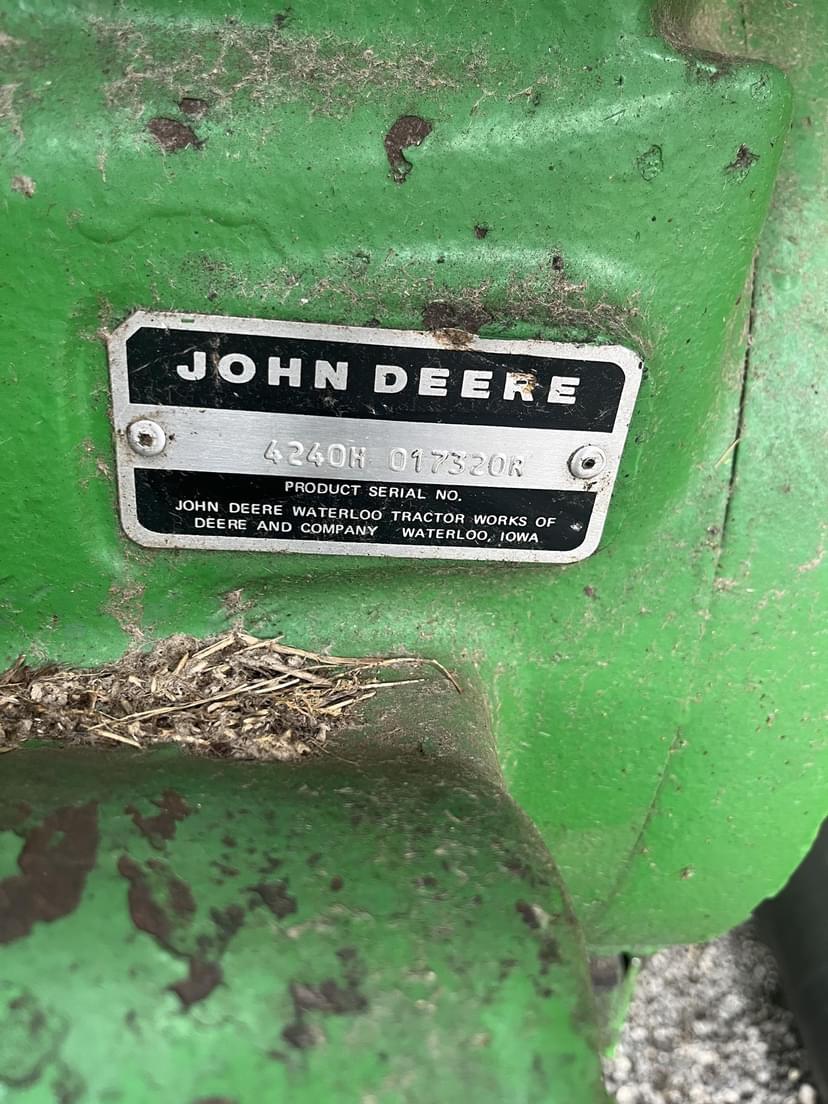 JOHN DEERE
4240H 017320R
PRODUCT SERIAL NO.
JOHN DEERE WATERLOO TRACTOR WORKS OF
DEERE AND COMPANY WATERLOO, IOWA